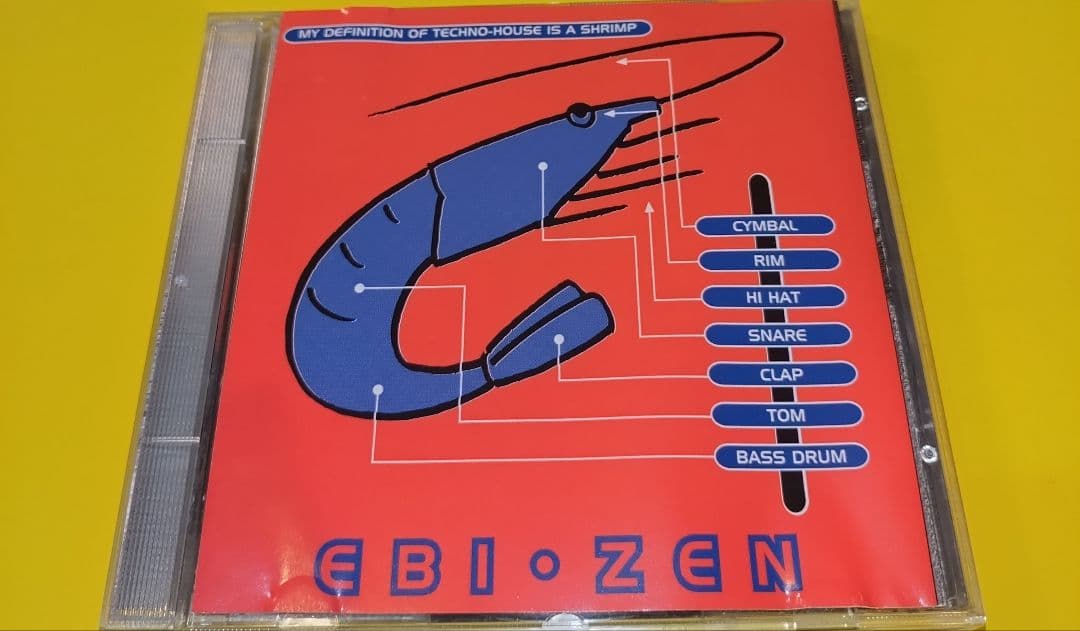 MY DEFINITION OF TECHNO-HOUSE IS A SHRIMP
CYMBAL
RIM
HI HAT
SNARE
CLAP
TOM
BASS DRUM
EBI•ZEN